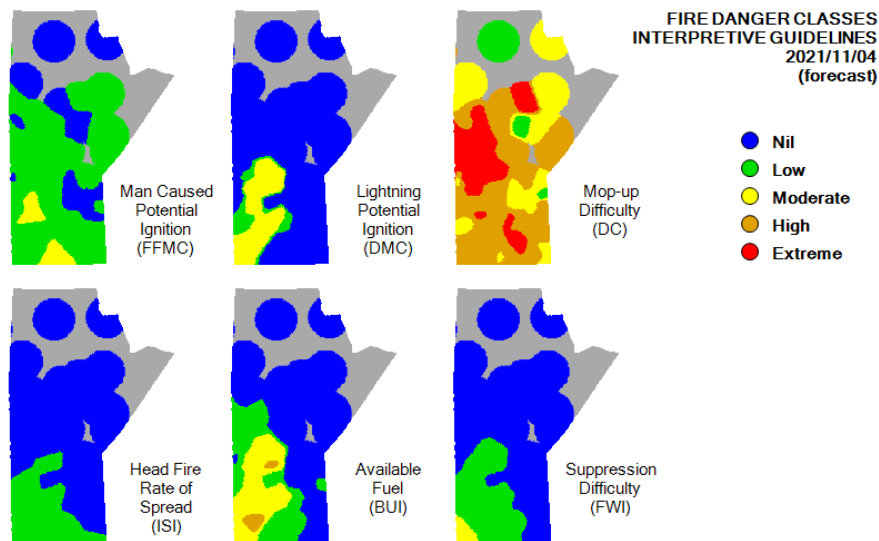 FIRE DANGER CLASSES
INTERPRETIVE GUIDELINES
2021/11/04
(forecast)
Nil
Low
Moderate
High
Extreme
Man Caused
Potential
Ignition
(FFMC)
Lightning
Potential
Ignition
(DMC)
Mop-up
Difficulty
(DC)
Head Fire
Rate of
Spread
(ISI)
Available
Fuel
(BUI)
Suppression
Difficulty
(FWI)